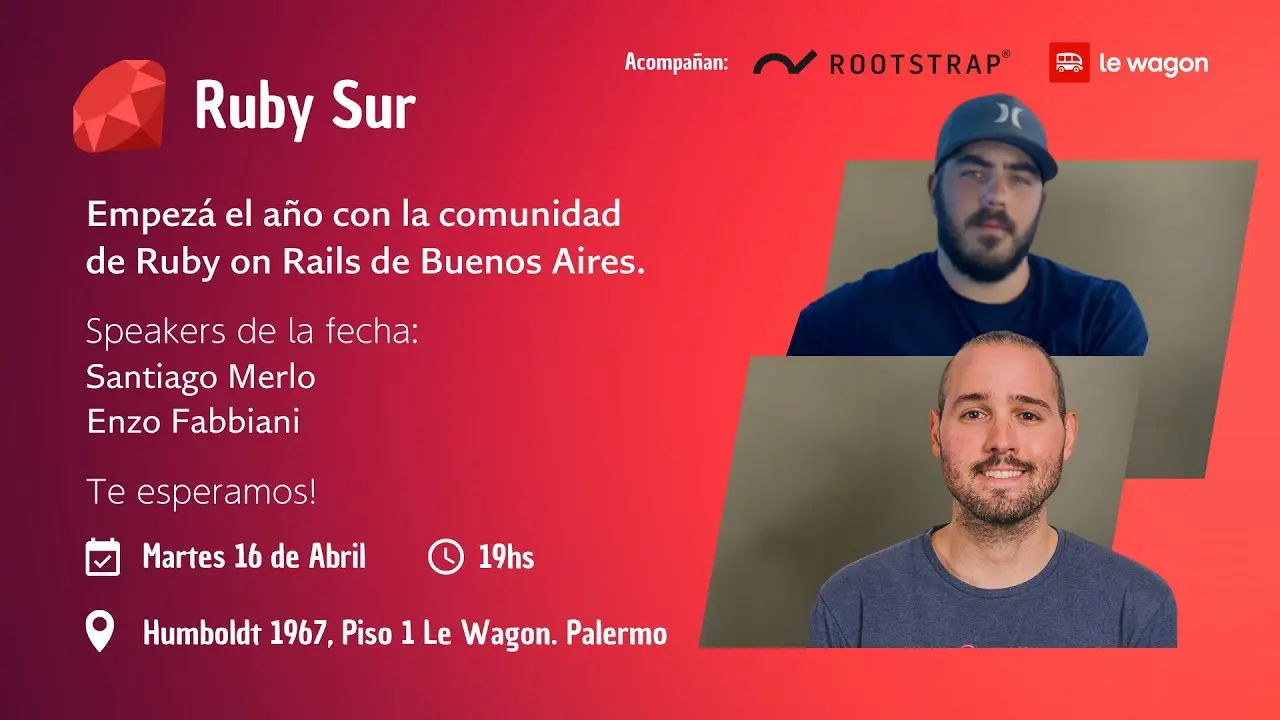 Acompañan: ROOTSTRAP® le wagon
Ruby Sur
Empezá el año con la comunidad
de Ruby on Rails de Buenos Aires.
Speakers de la fecha:
Santiago Merlo
Enzo Fabbiani
Te esperamos!
Martes 16 de Abril 19hs
Humboldt 1967, Piso 1 Le Wagon. Palermo